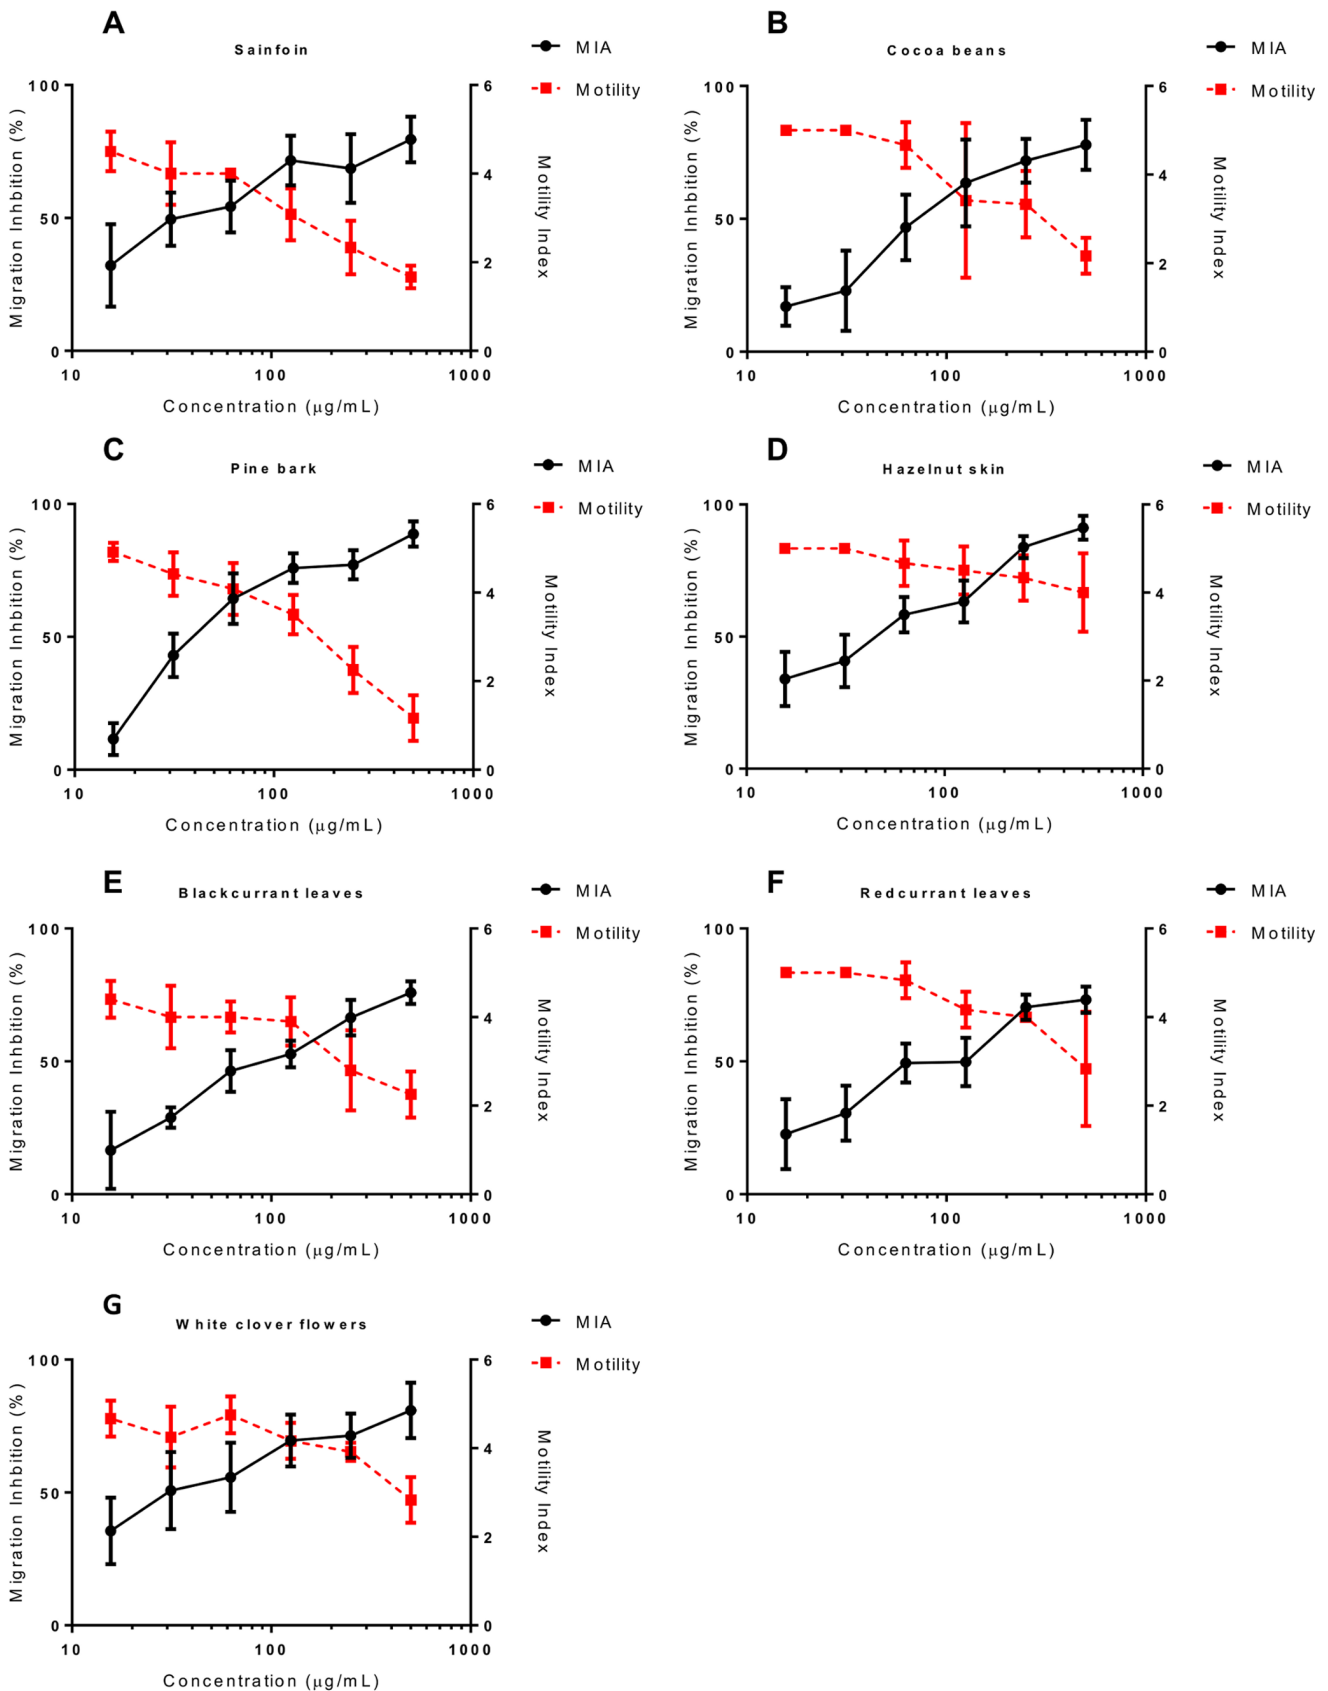 A
Sainfoin
MIA
Motility
100
50
0
6
4
2
0
10
100
1000
Migration Inhbition (%)
Motility Index
Concentration (μg/mL)
B
Cocoa beans
MIA
Motility
100
50
0
6
4
2
0
10
100
1000
Migration Inhbition (%)
Motility Index
Concentration (μg/mL)
C
Pine bark
MIA
Motility
100
50
0
6
4
2
0
10
100
1000
Migration Inhbition (%)
Motility Index
Concentration (μg/mL)
D
Hazelnut skin
MIA
Motility
100
50
0
6
4
2
0
10
100
1000
Migration Inhbition (%)
Motility Index
Concentration (μg/mL)
E
Blackcurrant leaves
MIA
Motility
100
50
0
6
4
2
0
10
100
1000
Migration Inhbition (%)
Motility Index
Concentration (μg/mL)
F
Redcurrant leaves
MIA
Motility
100
50
0
6
4
2
0
10
100
1000
Migration Inhbition (%)
Motility Index
Concentration (μg/mL)
G
White clover flowers
MIA
Motility
100
50
0
6
4
2
0
10
100
1000
Migration Inhbition (%)
Motility Index
Concentration (μg/mL)